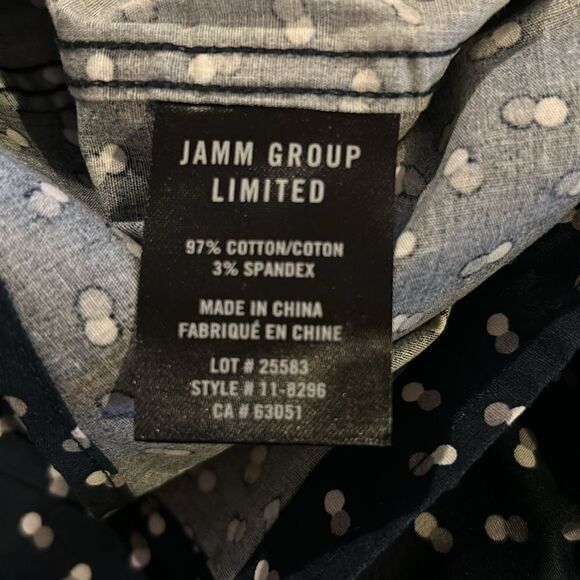 JAMM GROUP
LIMITED
97% COTTON/COTON
3% SPANDEX
MADE IN CHINA
FABRIQUÉ EN CHINE
LOT # 25583
STYLE # 11-8296
CA # 63051